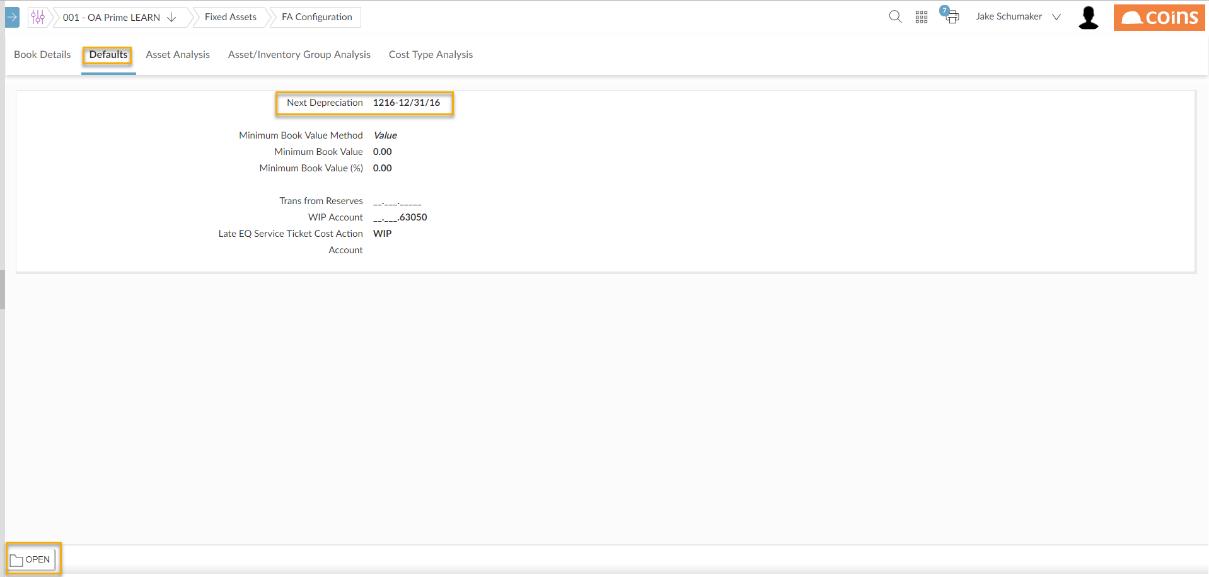 001 - OA Prime LEARN Fixed Assets FA Configuration 7 Jake Schumaker coins
Book Details Defaults Asset Analysis Asset/Inventory Group Analysis Cost Type Analysis
Next Depreciation 1216-12/31/16
Minimum Book Value Method Value
Minimum Book Value 0.00
Minimum Book Value (%) 0.00
Trans from Reserves __.___._____
WIP Account __.___.63050
Late EQ Service Ticket Cost Action WIP
Account
OPEN